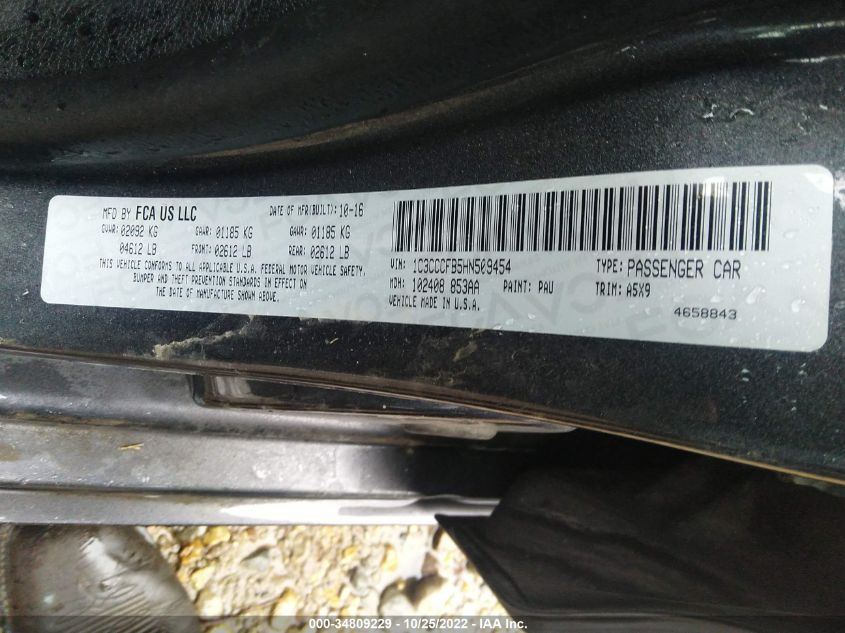 MFD BY FCA US LLC DATE OF MFR(BUILT): 10-16
GVWR: 02092 KG GAWR: 01185 KG GAWR: 01185 KG
04612 LB FRONT: 02612 LB REAR: 02612 LB
THIS VEHICLE CONFORMS TO ALL APPLICABLE U.S.A. FEDERAL MOTOR VEHICLE SAFETY,
BUMPER AND THEFT PREVENTION STANDARDS IN EFFECT ON
THE DATE OF MANUFACTURE SHOWN ABOVE.
VIN: 1C3CCCFB5HN509454 TYPE: PASSENGER CAR
MDH: 102408 853AA PAINT: PAU TRIM: A5X9
VEHICLE MADE IN U.S.A.
4658843
000-34809229 - 10/25/2022 - IAA Inc.